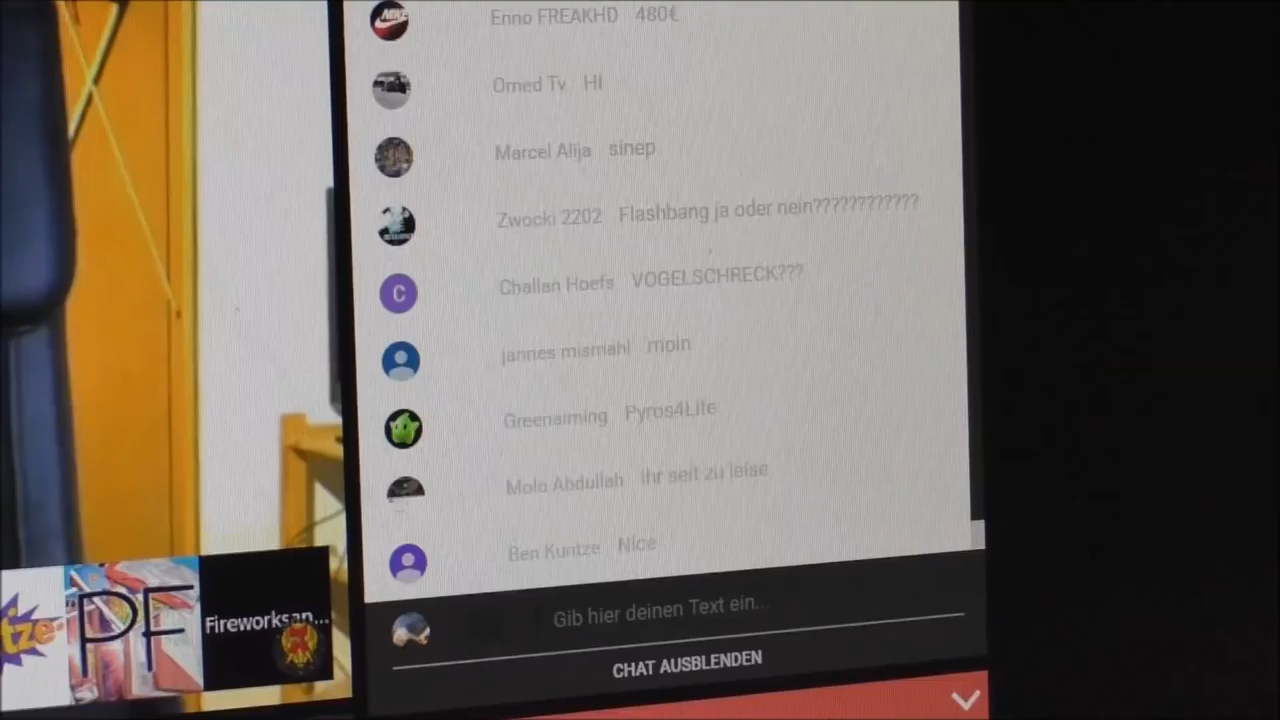 NIKE
Enno FREAKHD 480€
Omed Tv HI
Marcel Alija sinep
Zwocki 2202 Flashbang ja oder nein????????????
C
Challan Hoefs VOGELSCHRECK???
jannes mismahl moin
Greenaiming Pyros4Life
Molo Abdullah Ihr seit zu leise
Ben Kuntze Nice
tze
PF
Fireworksan...
Gib hier deinen Text ein...
CHAT AUSBLENDEN